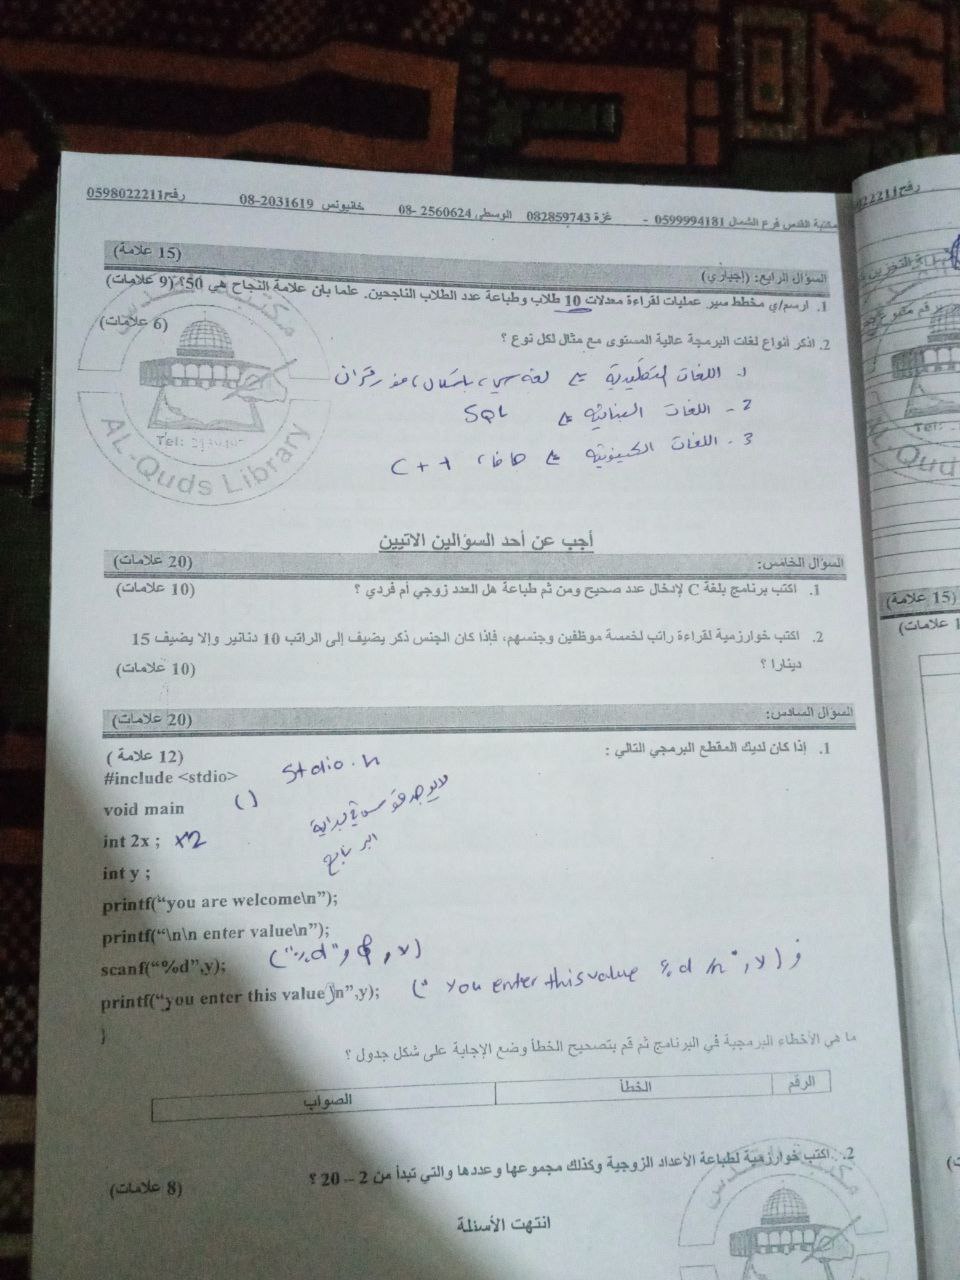 مكتبة القدس فرع الشمال 0599994181 - غزة 082859743 الوسطى 2560624 -08 خانيونس 2031619-08 رفح0598022211
السؤال الرابع: (إجباري) (15 علامة)
1. ارسم/ي مخطط سير عمليات لقراءة معدلات 10 طلاب وطباعة عدد الطلاب الناجحين. علما بان علامة النجاح هي 50؟ (9 علامات)
2. اذكر أنواع لغات البرمجة عالية المستوى مع مثال لكل نوع ؟ (6 علامات)
1. اللغات التقليدية لغة سي، باسكال، فورتران
2- اللغات البيانية SQL
3. اللغات الكينونية جافا، C++
AL-Quds Library
Tel:
أجب عن أحد السؤالين الاتيين
السؤال الخامس: (20 علامات)
1. اكتب برنامج بلغة C لإدخال عدد صحيح ومن ثم طباعة هل العدد زوجي أم فردي ؟ (10 علامات)
2. اكتب خوارزمية لقراءة راتب لخمسة موظفين وجنسهم، فإذا كان الجنس ذكر يضيف إلى الراتب 10 دنانير وإلا يضيف 15
دينارا ؟ (10 علامات)
السؤال السادس: (20 علامات)
1. إذا كان لديك المقطع البرمجي التالي : (12 علامة )
#include <stdio> stdio.h
void main ()
لا يوجد قوس في بداية
البرنامج
int 2x ; x2
int y ;
printf(“you are welcome\n”);
printf(“\n\n enter value\n”);
scanf(“%d”,y); ("%d", &, y)
printf(“you enter this value\n”,y); (" you enter this value %d /n", y) ;
}
ما هي الأخطاء البرمجية في البرنامج ثم قم بتصحيح الخطأ وضع الإجابة على شكل جدول ؟
الرقم الخطأ الصواب
2. اكتب خوارزمية لطباعة الأعداد الزوجية وكذلك مجموعها وعددها والتي تبدأ من 2 – 20 ؟ (8 علامات)
انتهت الأسئلة
(15 علامة)